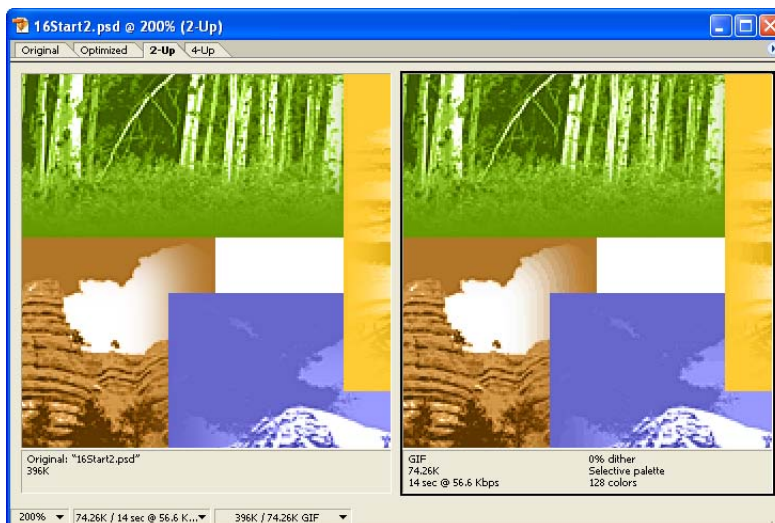 16Start2.psd @ 200% (2-Up)
Original Optimized 2-Up 4-Up
Original: "16Start2.psd"
396K
GIF 0% dither
74.26K Selective palette
14 sec @ 56.6 Kbps 128 colors
200% 74.26K / 14 sec @ 56.6 K... 396K / 74.26K GIF